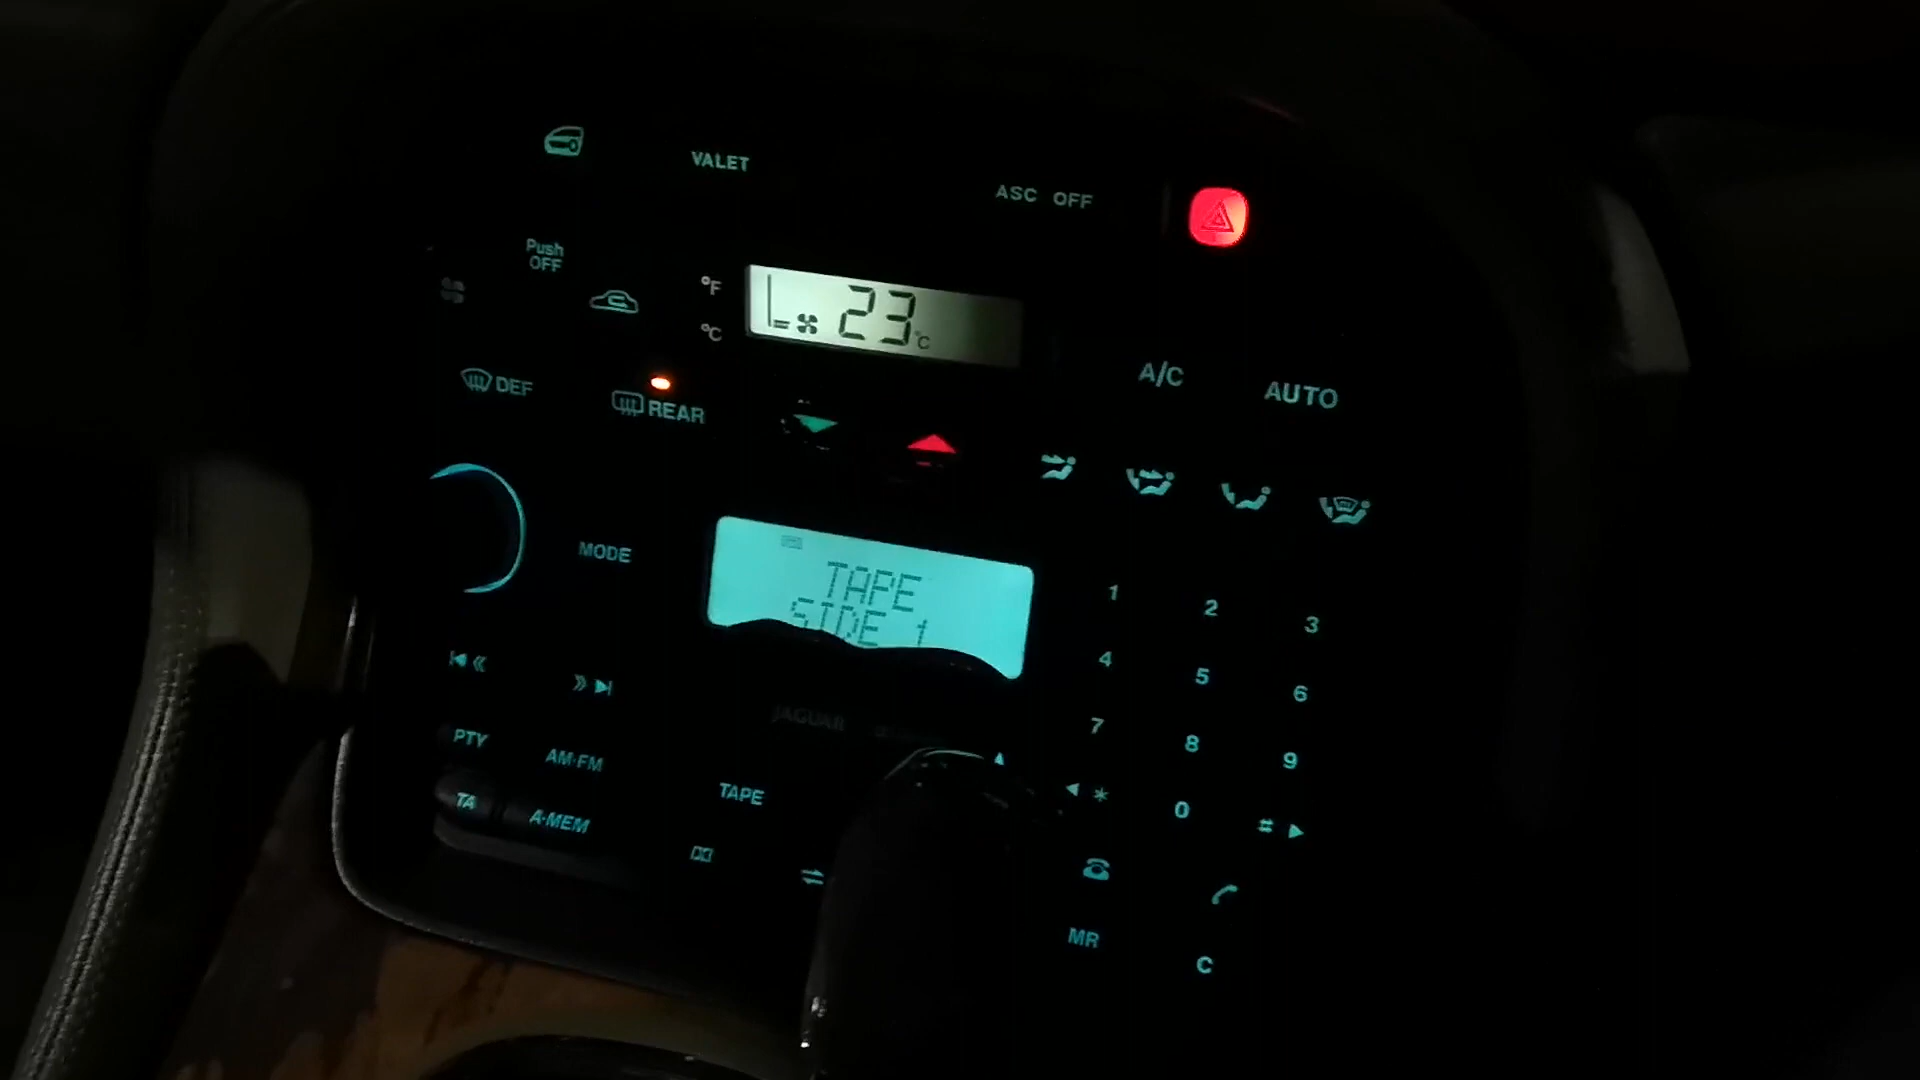 VALET
ASC OFF
Push
OFF
°F
°C
23°C
DEF
REAR
A/C
AUTO
MODE
TAPE
SIDE 1
JAGUAR
1 2 3
4 5 6
7 8 9
* 0 #
PTY
AM·FM
TAPE
TA
A·MEM
MR
C